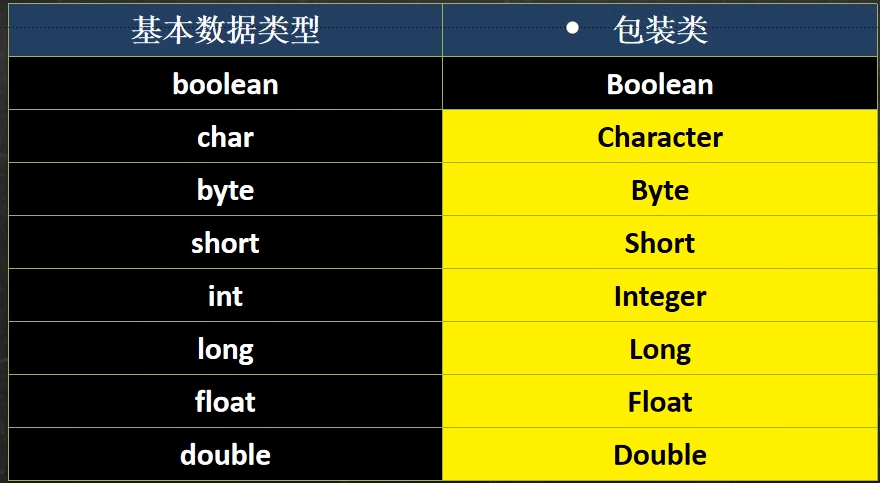 基本数据类型 • 包装类
boolean Boolean
char Character
byte Byte
short Short
int Integer
long Long
float Float
double Double